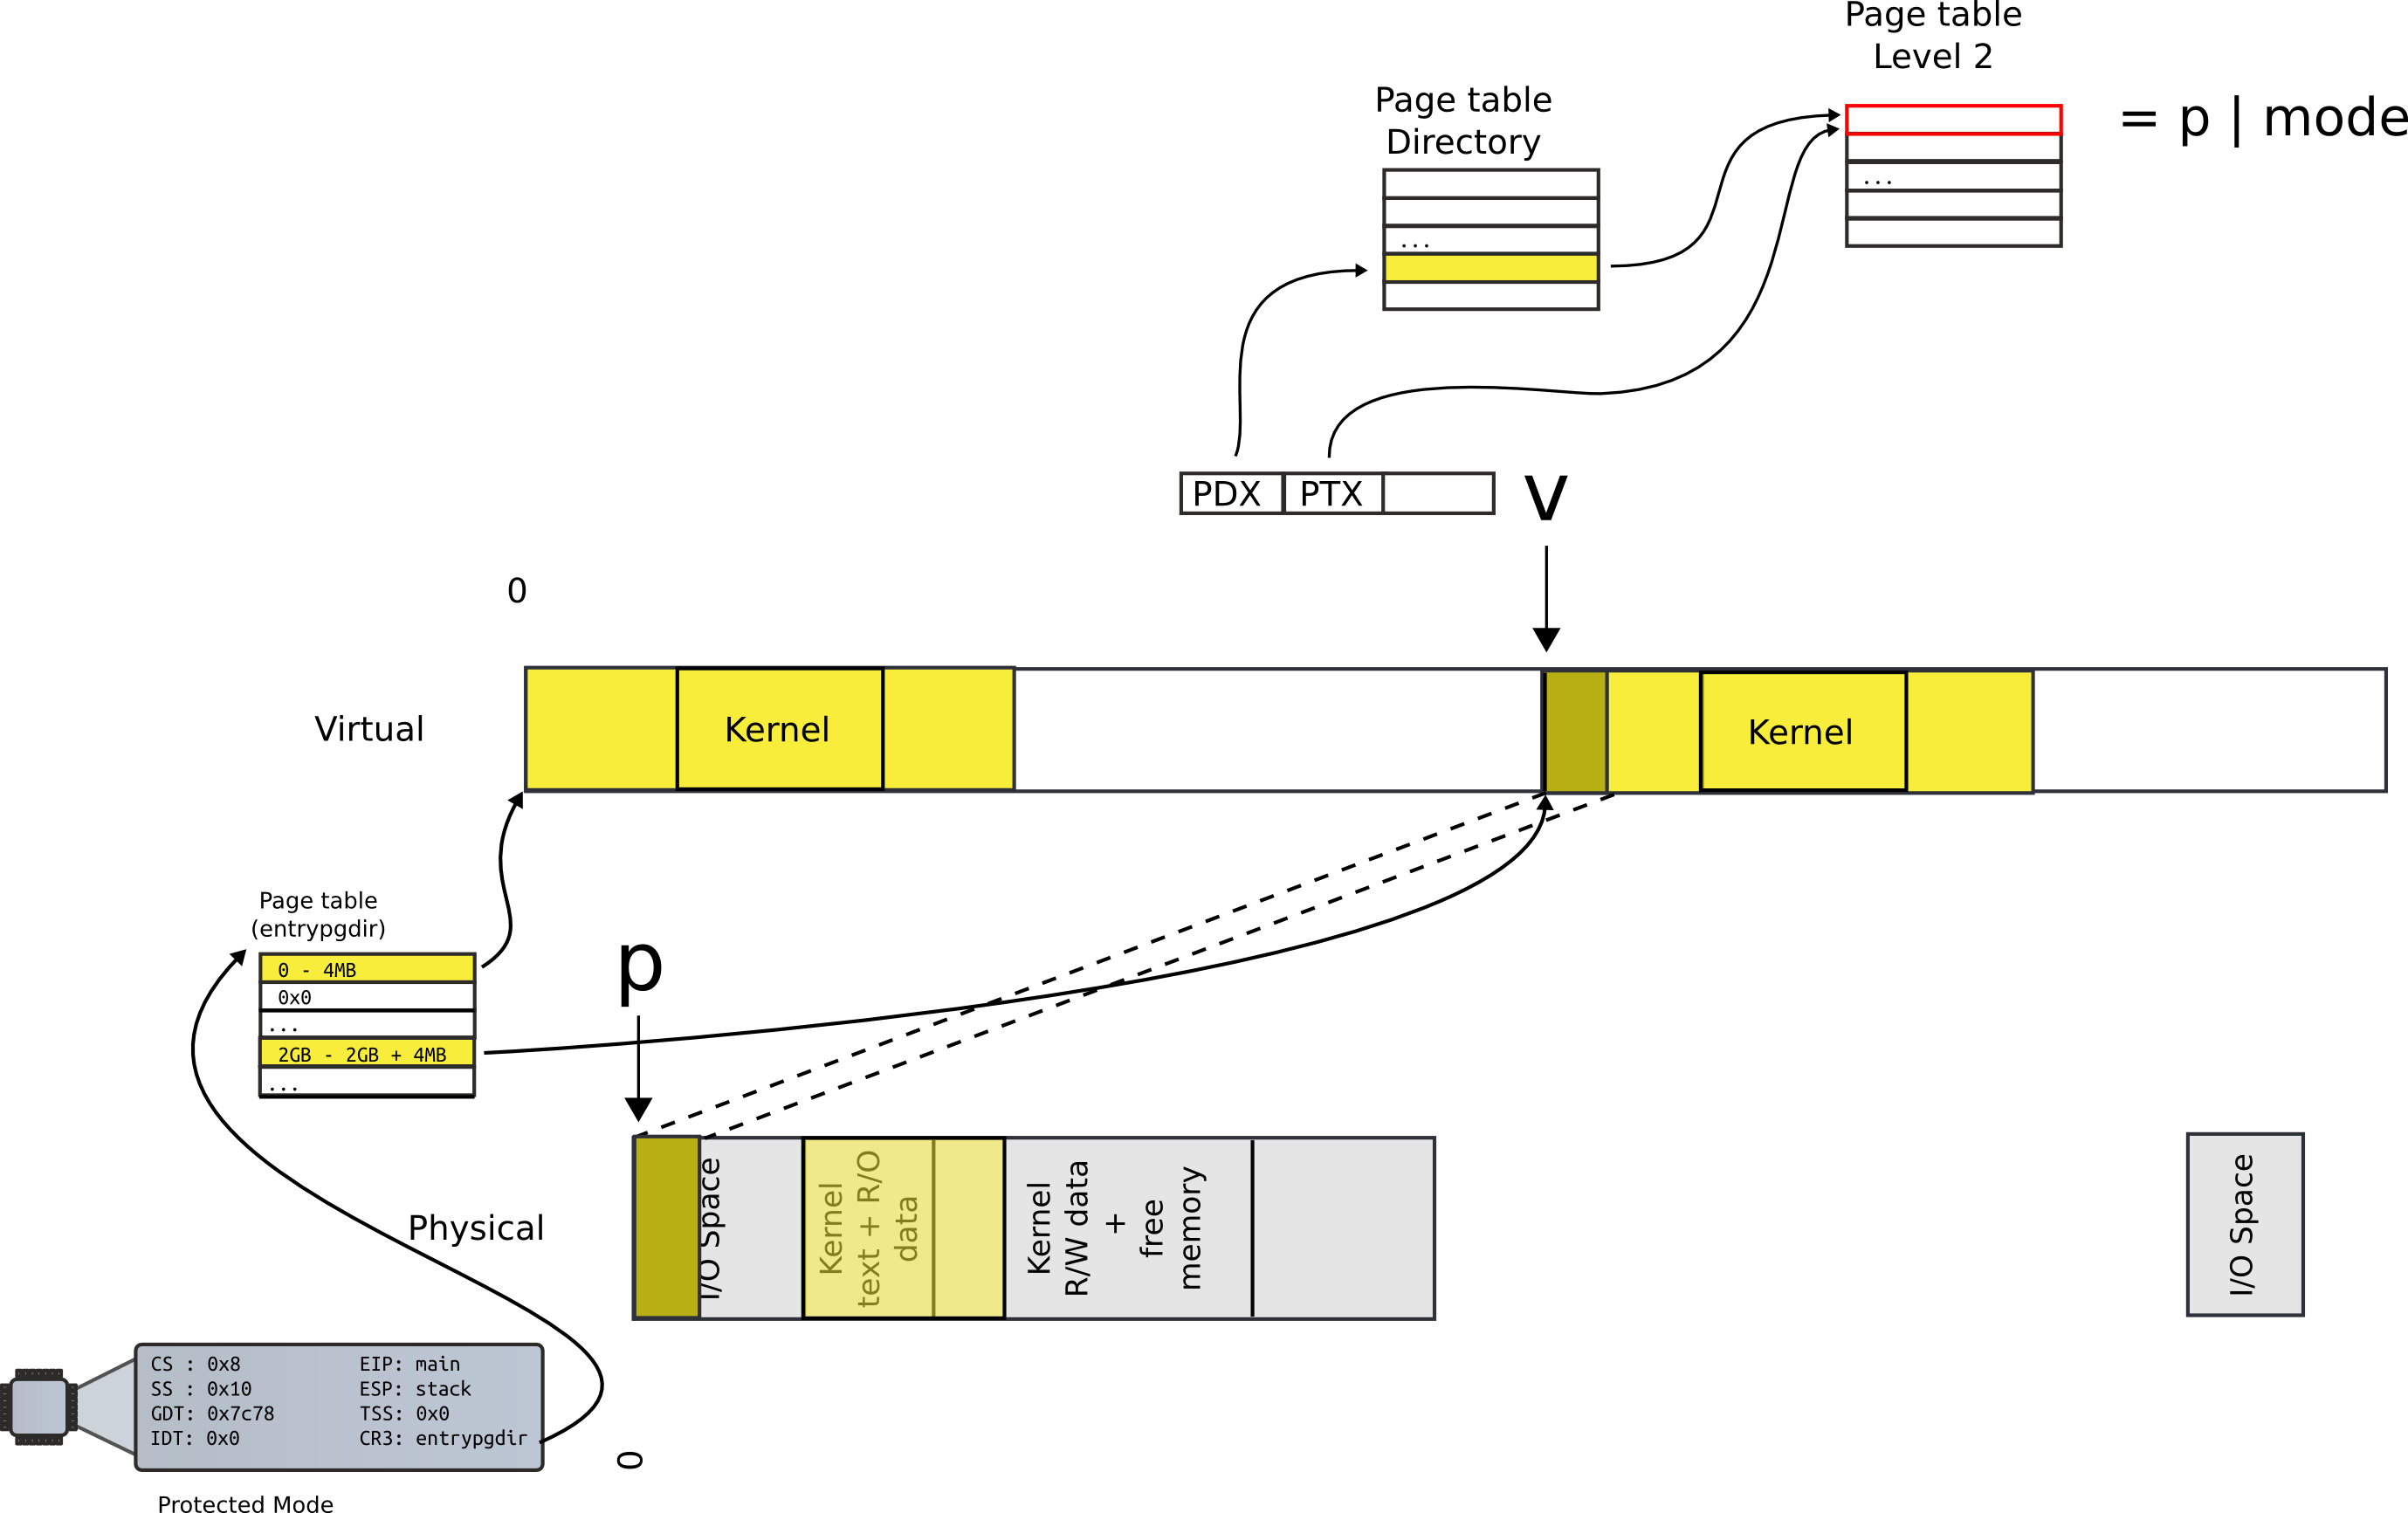 Page table
Level 2
= p | mode
Page table
Directory
...
...
PDX
PTX
v
0
Virtual
Kernel
Kernel
Page table
(entrypgdir)
0 - 4MB
0x0
...
2GB - 2GB + 4MB
...
p
Physical
I/O Space
Kernel
text + R/O
data
Kernel
R/W data
+
free
memory
I/O Space
CS : 0x8
SS : 0x10
GDT: 0x7c78
IDT: 0x0
EIP: main
ESP: stack
TSS: 0x0
CR3: entrypgdir
0
Protected Mode